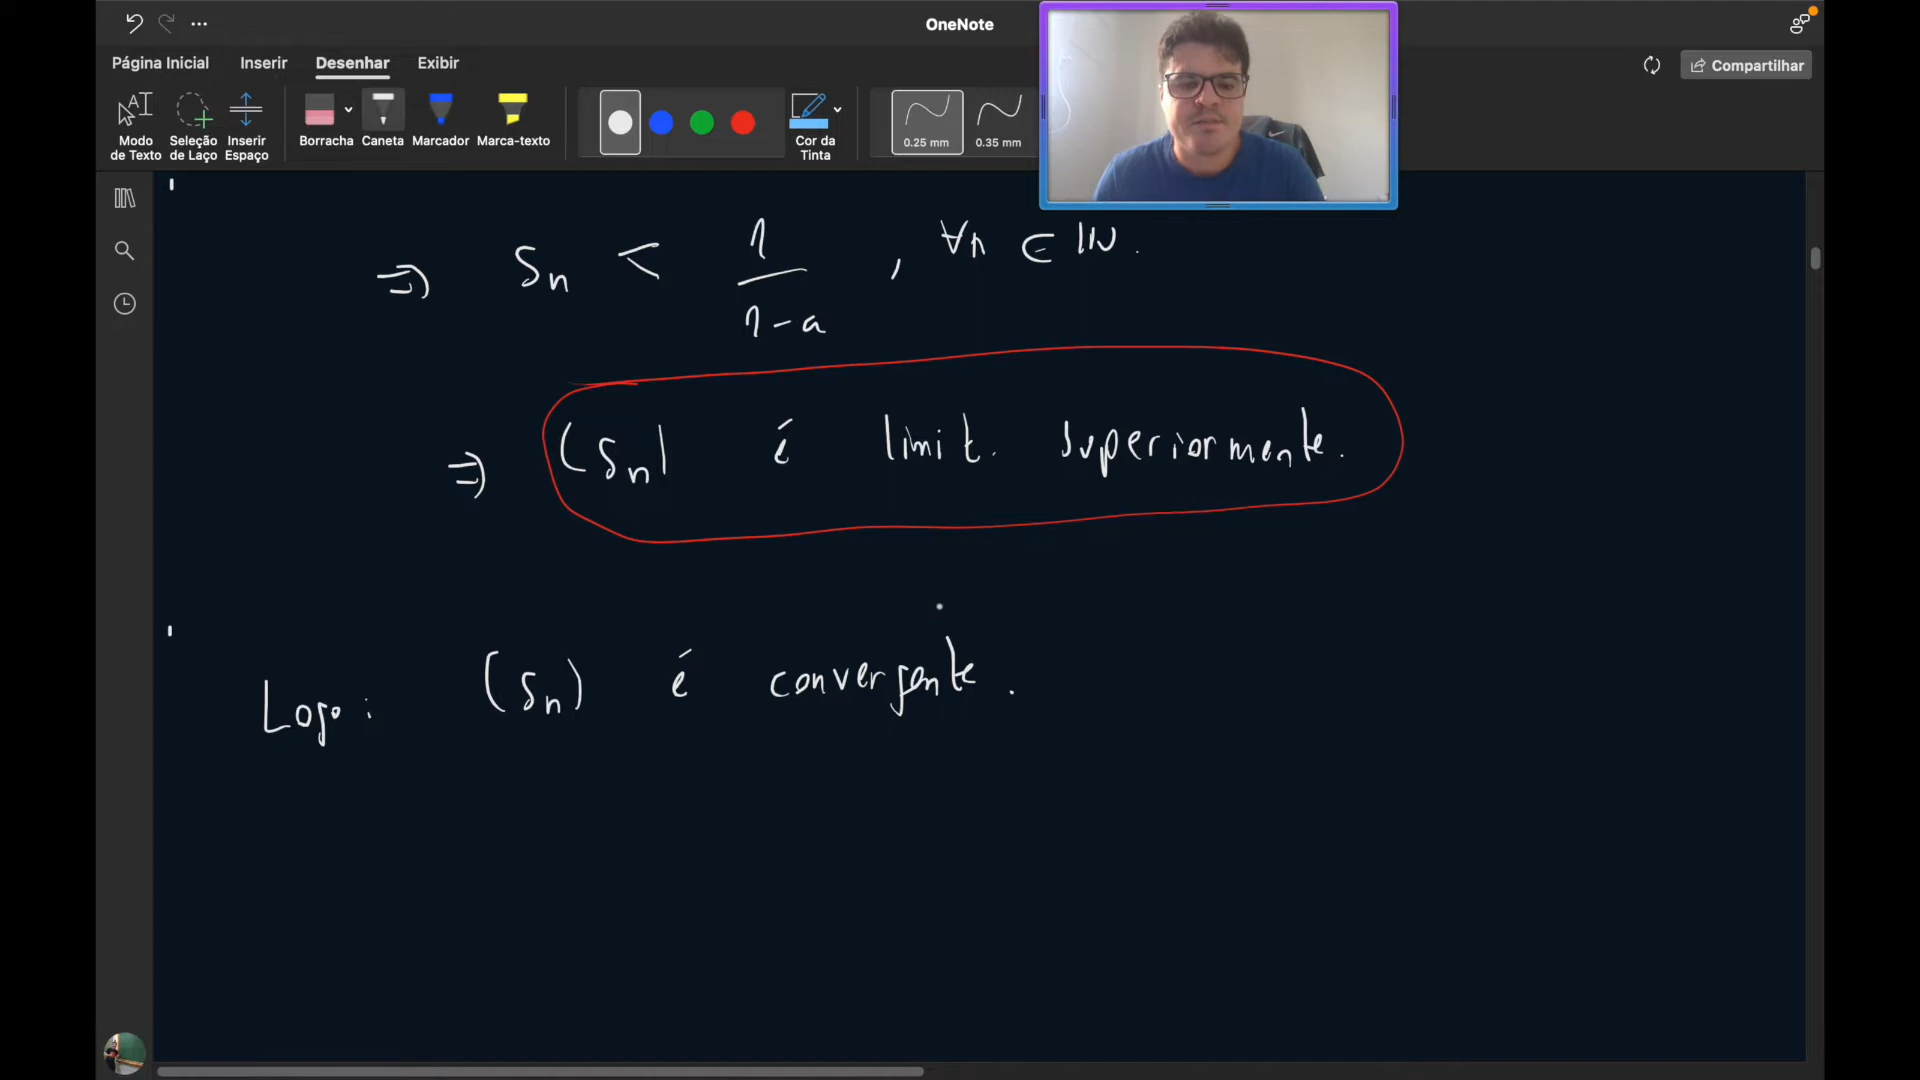 OneNote
Página Inicial Inserir Desenhar Exibir
Compartilhar
Modo de Texto
Seleção de Laço
Inserir Espaço
Borracha
Caneta
Marcador
Marca-texto
Cor da Tinta
0.25 mm
0.35 mm
⇒ Sn < 1/(1-a) , ∀n ∈ ℕ.
⇒ (Sn) é limit. superiormente.
Logo: (Sn) é convergente.